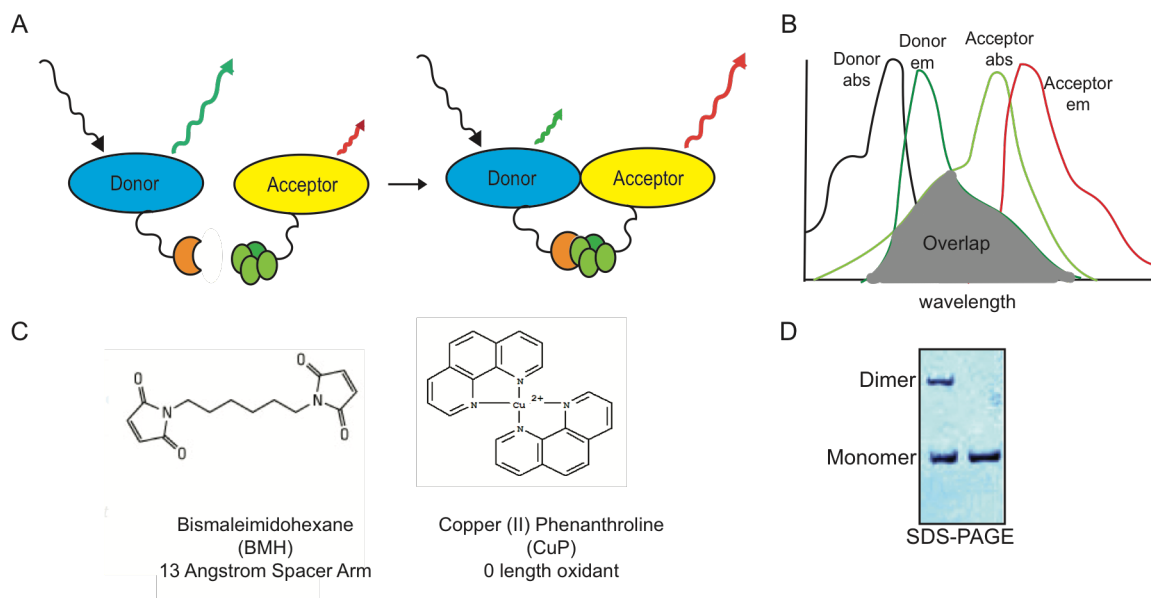 A
Donor
Acceptor
Donor
Acceptor
B
Donor
abs
Donor
em
Acceptor
abs
Acceptor
em
Overlap
wavelength
C
O
N
O
O
N
O
Bismaleimidohexane
(BMH)
13 Angstrom Spacer Arm
N
N
Cu 2+
N
N
Copper (II) Phenanthroline
(CuP)
0 length oxidant
D
Dimer
Monomer
SDS-PAGE